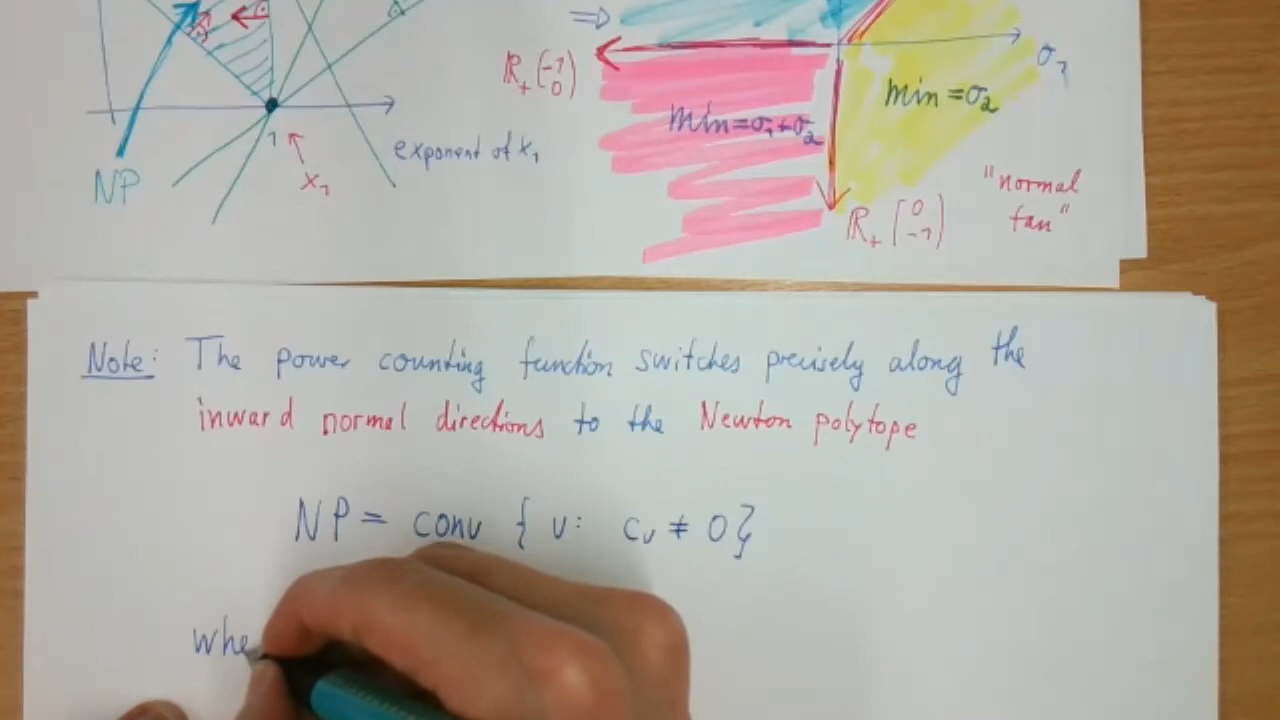 ⇒
ℝ₊(-1 0)
σ₁
min = σ₂
min = σ₁+σ₂
1
exponent of x₁
NP
x₁
"normal
fan"
ℝ₊(0 -1)
Note: The power counting function switches precisely along the
inward normal directions to the Newton polytope
NP = conv { v: cᵥ ≠ 0}
whe